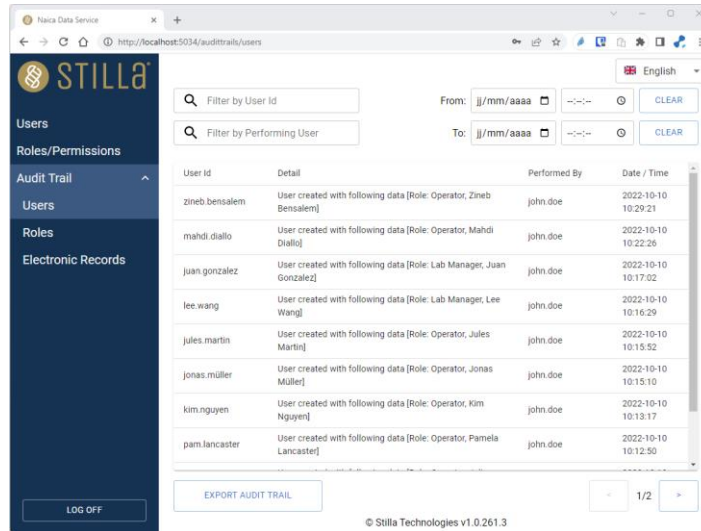 Naica Data Service
http://localhost:5034/audittrails/users
STILLA
English
Users
Roles/Permissions
Audit Trail
Users
Roles
Electronic Records
LOG OFF
Filter by User Id
From: jj/mm/aaaa --:--:-- CLEAR
Filter by Performing User
To: jj/mm/aaaa --:--:-- CLEAR
User Id Detail Performed By Date / Time
zineb.bensalem User created with following data [Role: Operator, Zineb john.doe 2022-10-10
Bensalem] 10:29:21
mahdi.diallo User created with following data [Role: Operator, Mahdi john.doe 2022-10-10
Diallo] 10:22:26
juan.gonzalez User created with following data [Role: Lab Manager, Juan john.doe 2022-10-10
Gonzalez] 10:17:02
lee.wang User created with following data [Role: Lab Manager, Lee john.doe 2022-10-10
Wang] 10:16:29
jules.martin User created with following data [Role: Operator, Jules john.doe 2022-10-10
Martin] 10:15:52
jonas.müller User created with following data [Role: Operator, Jonas john.doe 2022-10-10
Müller] 10:15:10
kim.nguyen User created with following data [Role: Operator, Kim john.doe 2022-10-10
Nguyen] 10:13:17
pam.lancaster User created with following data [Role: Operator, Pamela john.doe 2022-10-10
Lancaster] 10:12:50
EXPORT AUDIT TRAIL
< 1/2 >
© Stilla Technologies v1.0.261.3